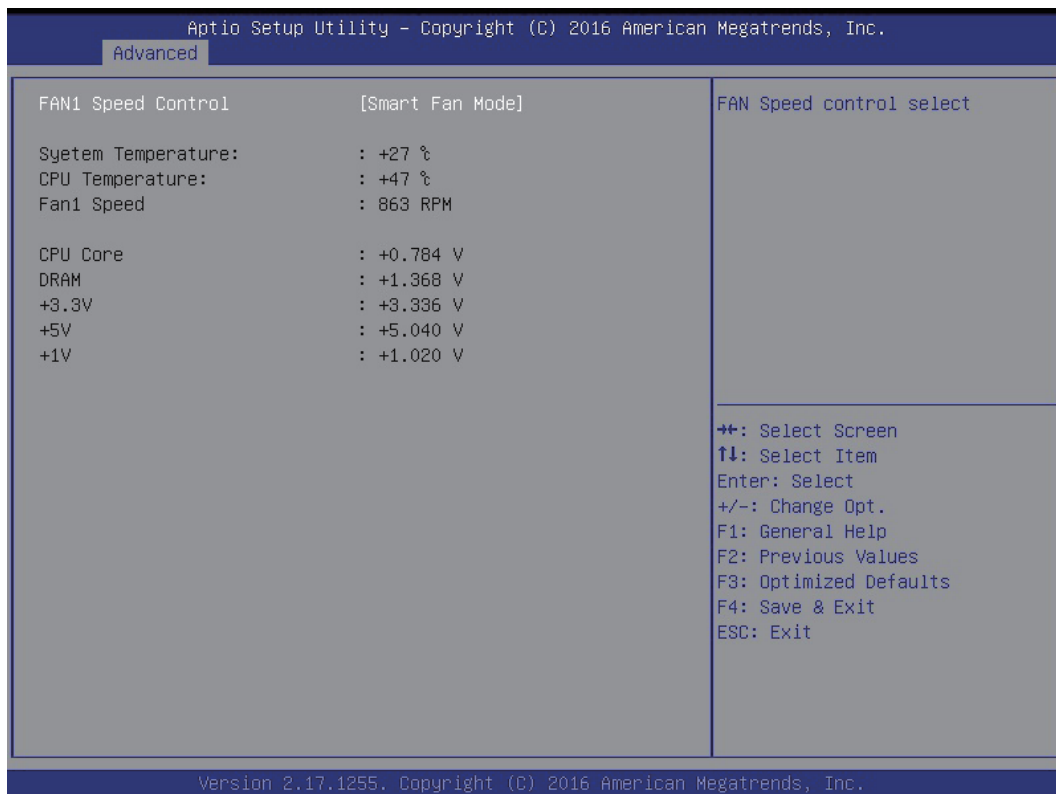 Aptio Setup Utility – Copyright (C) 2016 American Megatrends, Inc.
Advanced
FAN1 Speed Control [Smart Fan Mode]
Syetem Temperature: : +27 ℃
CPU Temperature: : +47 ℃
Fan1 Speed : 863 RPM
CPU Core : +0.784 V
DRAM : +1.368 V
+3.3V : +3.336 V
+5V : +5.040 V
+1V : +1.020 V
FAN Speed control select
→←: Select Screen
↑↓: Select Item
Enter: Select
+/-: Change Opt.
F1: General Help
F2: Previous Values
F3: Optimized Defaults
F4: Save & Exit
ESC: Exit
Version 2.17.1255. Copyright (C) 2016 American Megatrends, Inc.